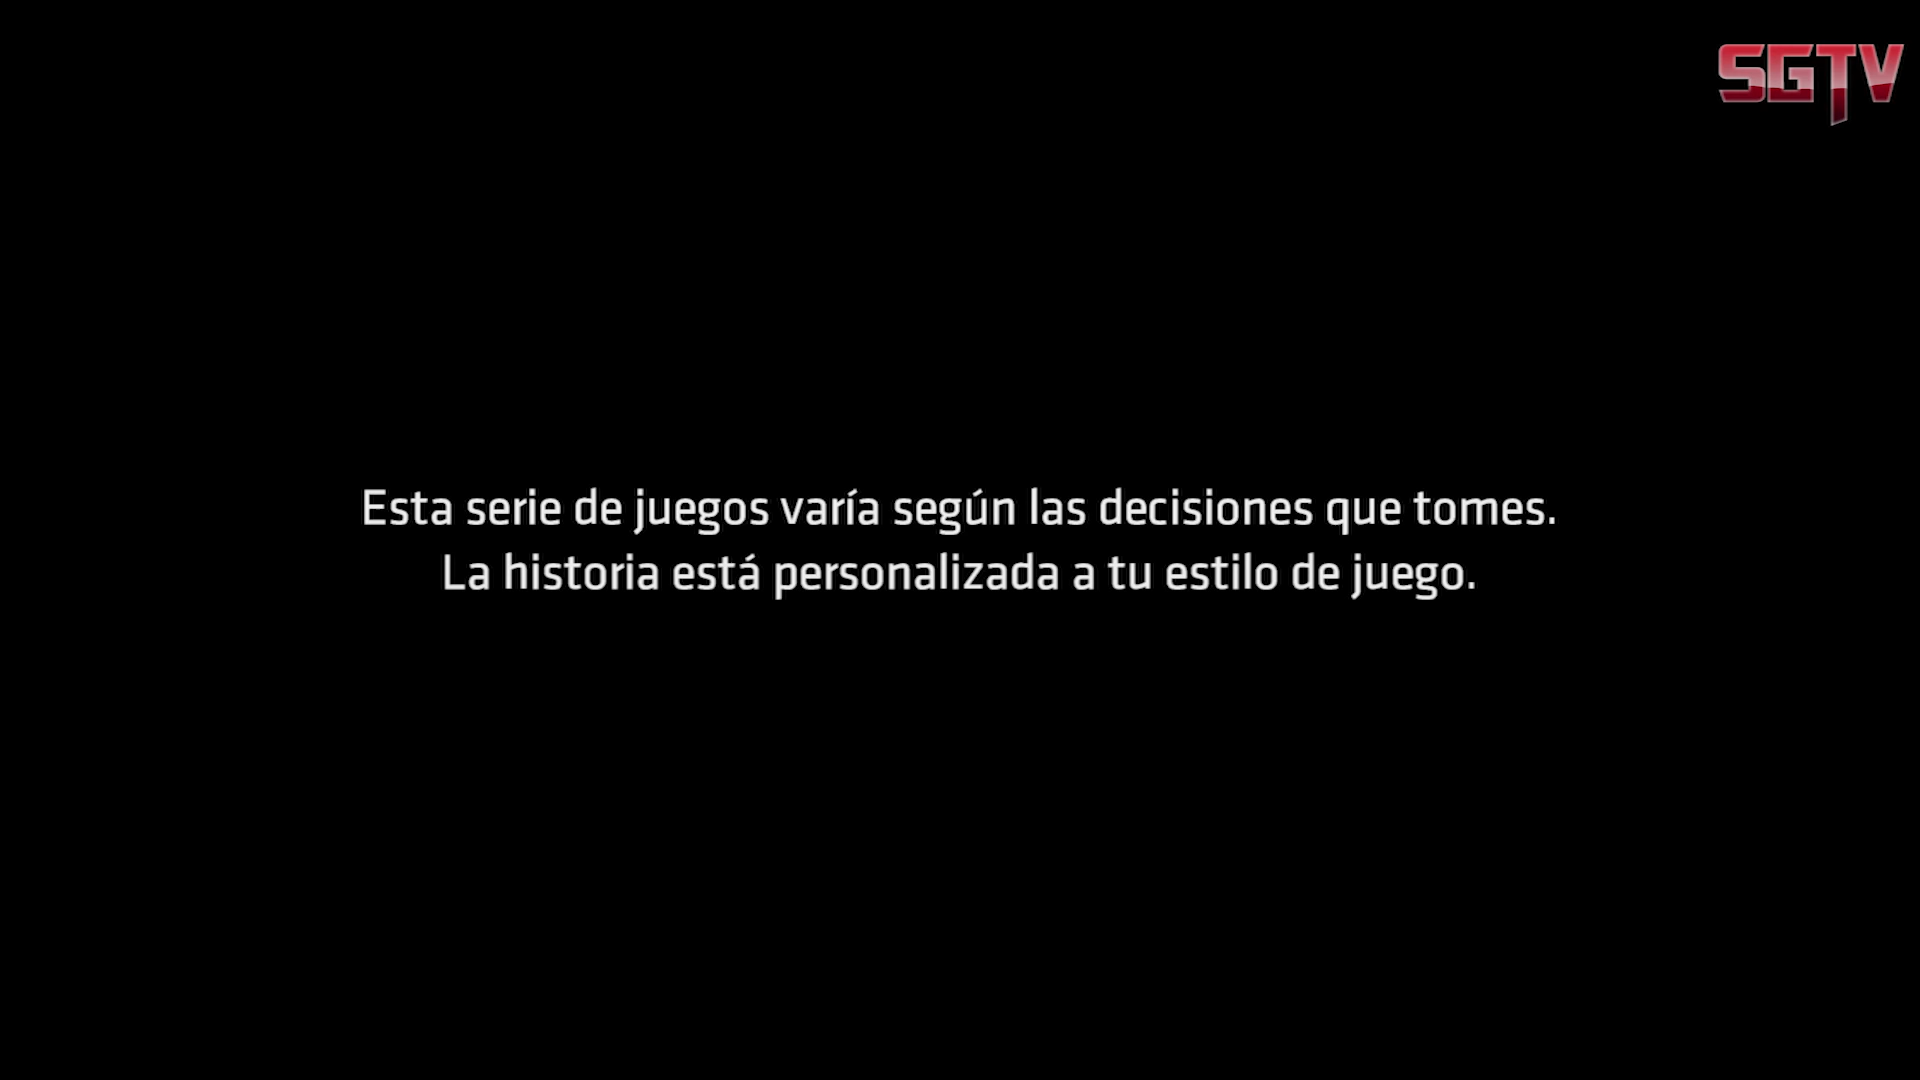 SGTV
Esta serie de juegos varía según las decisiones que tomes.
La historia está personalizada a tu estilo de juego.